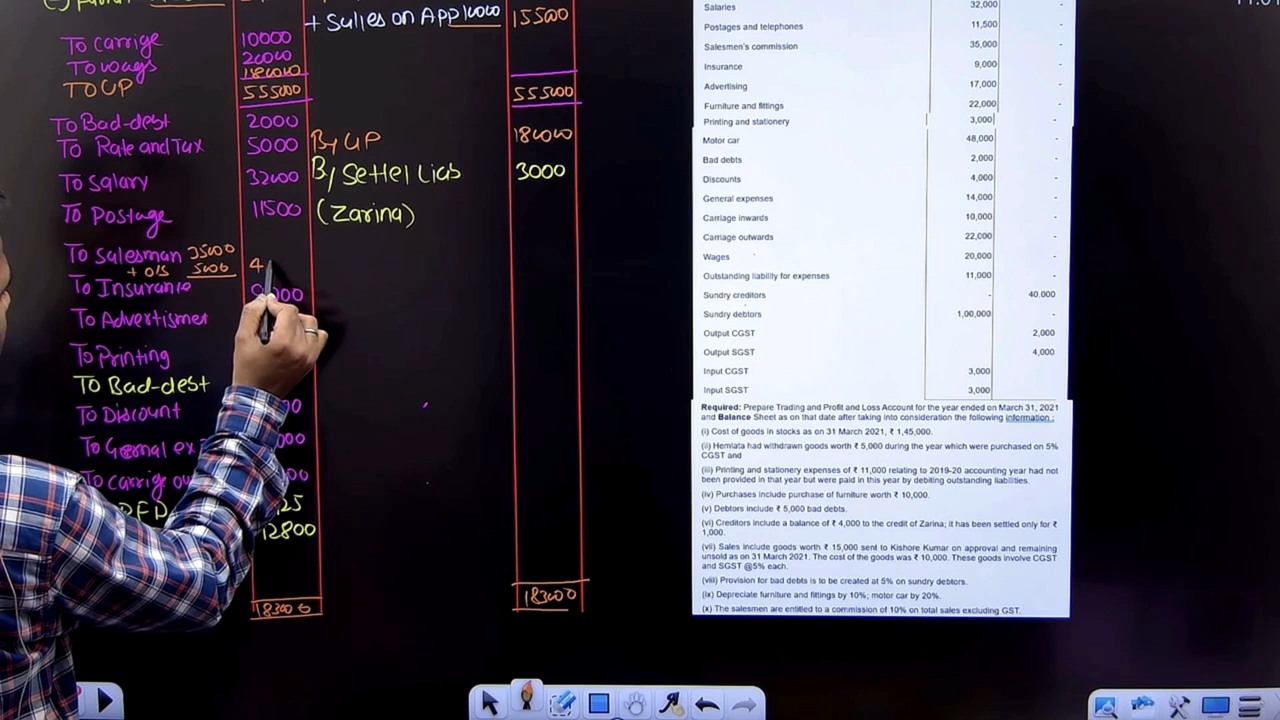 + Salies on App 10000 155000
To Carrige 10000
To wags 20000
TO GP 184000
555000 555000
To Bad-debt 2000
By GP 184000
To Rate and Tax 5000
To Salary 32000
By Settel Liab 3000
To Postage 11500
(Zarina)
To Salesman 35000
+ O/S 5000 4
To Insurance 9000
To Advertismer
To Printing
To Bad-dest
To Discount
12800
183000
Salaries 32,000 -
Postages and telephones 11,500 -
Salesmen's commission 35,000 -
Insurance 9,000 -
Advertising 17,000 -
Furniture and fittings 22,000 -
Printing and stationery 3,000 -
Motor car 48,000 -
Bad debts 2,000 -
Discounts 4,000 -
General expenses 14,000 -
Carriage inwards 10,000 -
Carriage outwards 22,000 -
Wages 20,000 -
Outstanding liability for expenses 11,000 -
Sundry creditors - 40.000
Sundry debtors 1,00,000 -
Output CGST 2,000
Output SGST 4,000
Input CGST 3,000
Input SGST 3,000
Required: Prepare Trading and Profit and Loss Account for the year ended on March 31, 2021
and Balance Sheet as on that date after taking into consideration the following information :
(i) Cost of goods in stocks as on 31 March 2021, ₹ 1,45,000.
(ii) Hemlata had withdrawn goods worth ₹ 5,000 during the year which were purchased on 5%
CGST and
(iii) Printing and stationery expenses of ₹ 11,000 relating to 2019-20 accounting year had not
been provided in that year but were paid in this year by debiting outstanding liabilities.
(iv) Purchases include purchase of furniture worth ₹ 10,000.
(v) Debtors include ₹ 5,000 bad debts.
(vi) Creditors include a balance of ₹ 4,000 to the credit of Zarina; it has been settled only for ₹
1,000.
(vii) Sales include goods worth ₹ 15,000 sent to Kishore Kumar on approval and remaining
unsold as on 31 March 2021. The cost of the goods was ₹ 10,000. These goods involve CGST
and SGST @5% each.
(viii) Provision for bad debts is to be created at 5% on sundry debtors.
(ix) Depreciate furniture and fittings by 10%; motor car by 20%.
(x) The salesmen are entitled to a commission of 10% on total sales excluding GST.